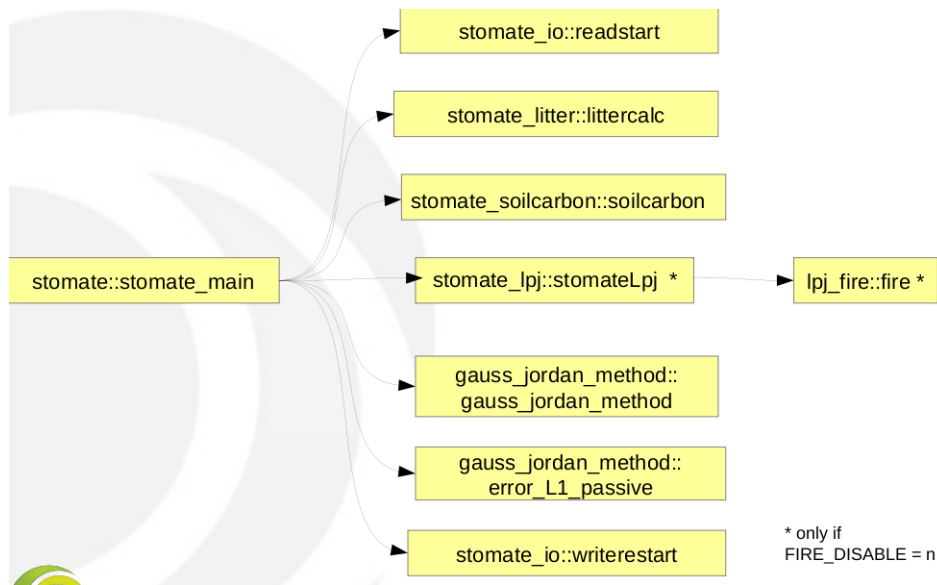 stomate_io::readstart
stomate_litter::littercalc
stomate_soilcarbon::soilcarbon
stomate::stomate_main
stomate_lpj::stomateLpj *
lpj_fire::fire *
gauss_jordan_method::
gauss_jordan_method
gauss_jordan_method::
error_L1_passive
stomate_io::writerestart
* only if
FIRE_DISABLE = n